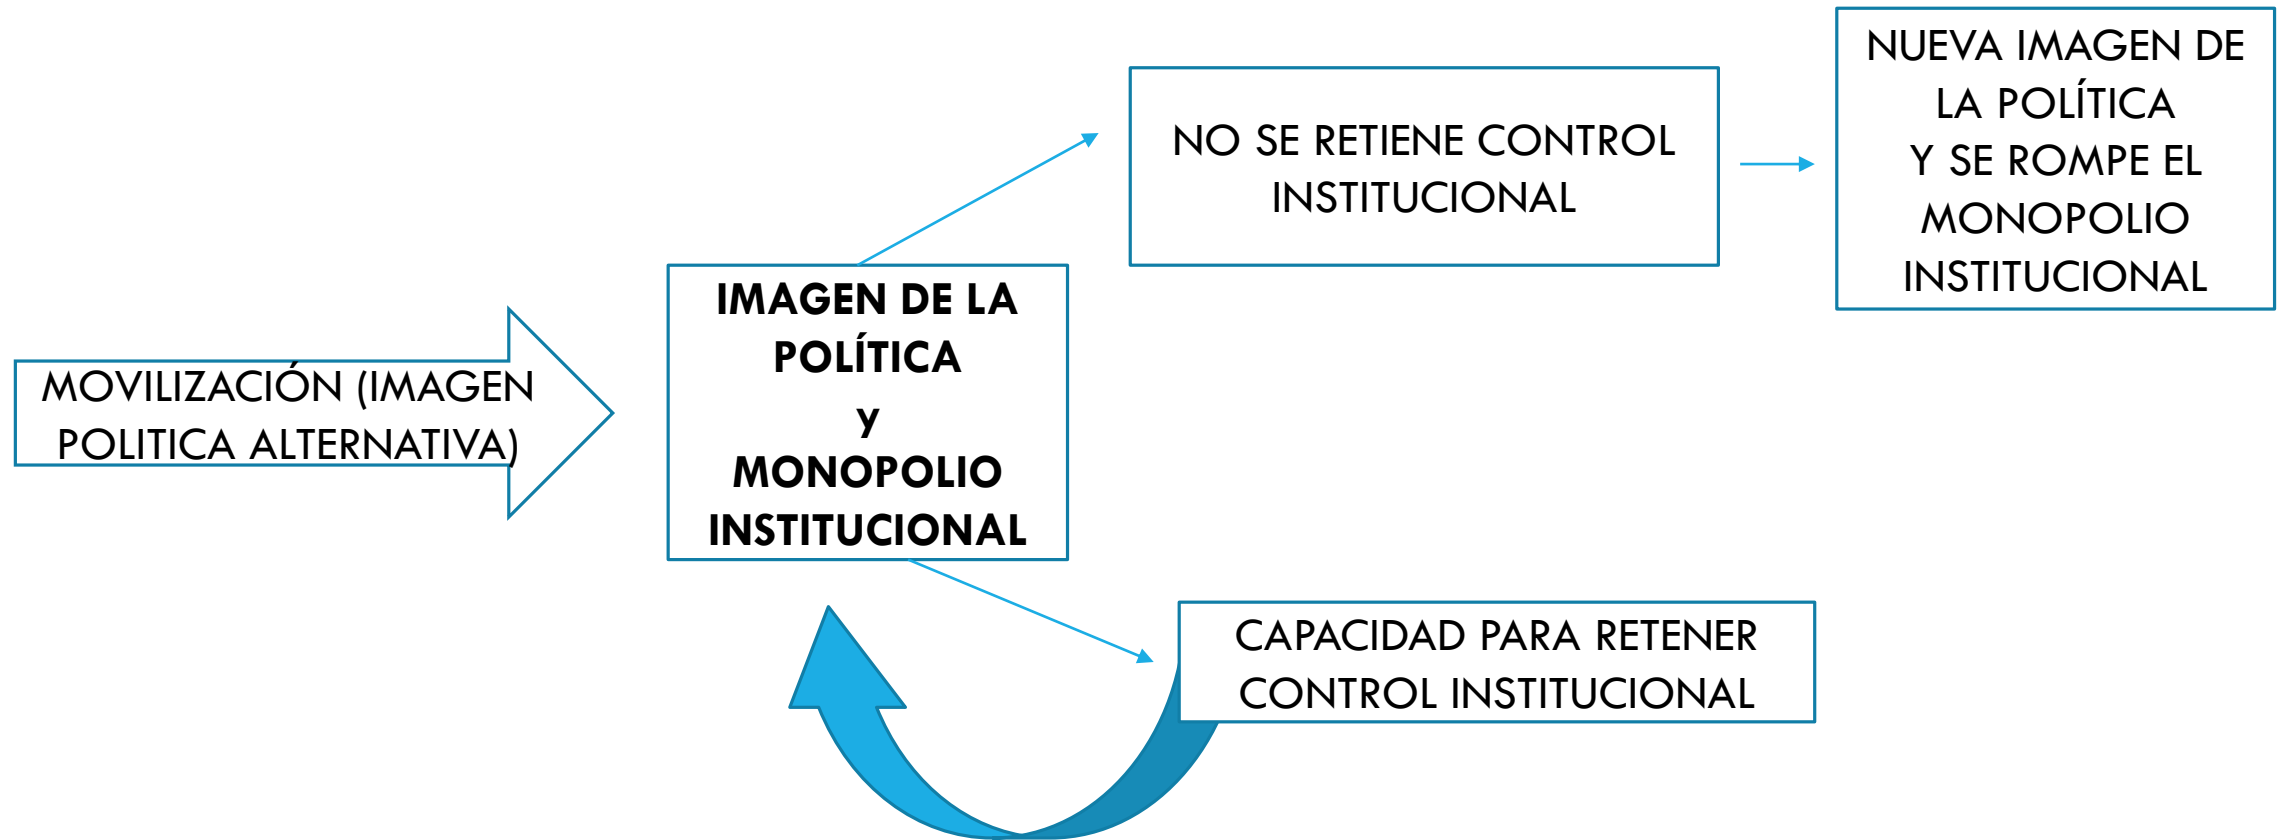 MOVILIZACIÓN (IMAGEN
POLITICA ALTERNATIVA)
IMAGEN DE LA
POLÍTICA
y
MONOPOLIO
INSTITUCIONAL
NO SE RETIENE CONTROL
INSTITUCIONAL
NUEVA IMAGEN DE
LA POLÍTICA
Y SE ROMPE EL
MONOPOLIO
INSTITUCIONAL
CAPACIDAD PARA RETENER
CONTROL INSTITUCIONAL